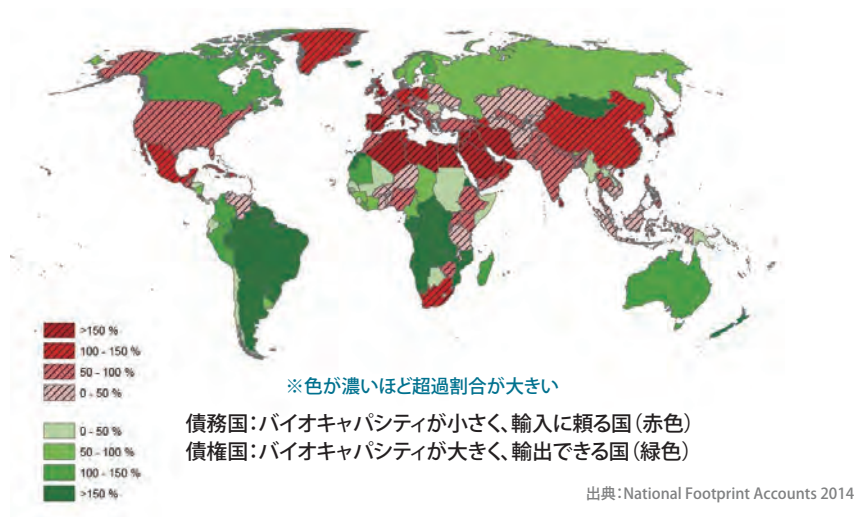 >150 %
100 - 150 %
50 - 100 %
0 - 50 %
0 - 50 %
50 - 100 %
100 - 150 %
>150 %
※色が濃いほど超過割合が大きい
債務国：バイオキャパシティが小さく、輸入に頼る国（赤色）
債権国：バイオキャパシティが大きく、輸出できる国（緑色）
出典：National Footprint Accounts 2014